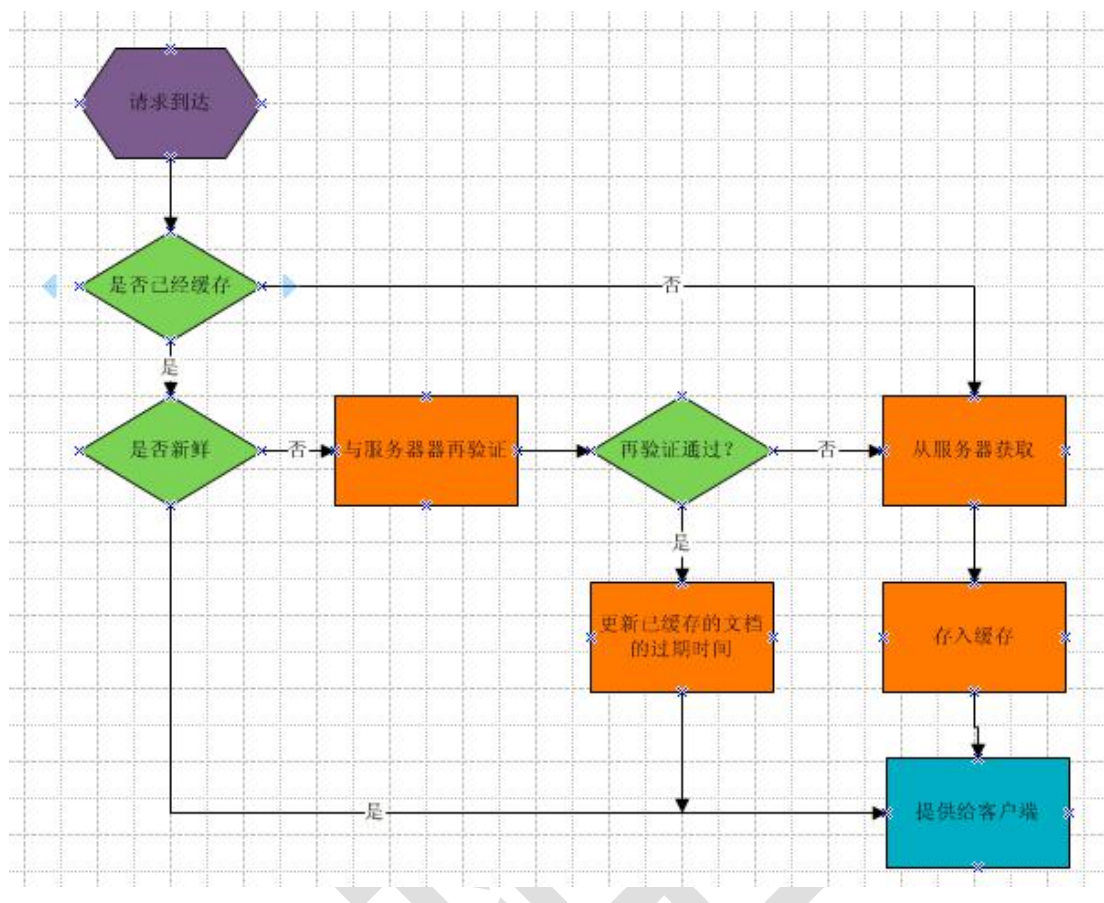 请求到达
是否已经缓存
否
是
是否新鲜
否
与服务器器再验证
再验证通过？
否
从服务器获取
是
更新已缓存的文档
的过期时间
存入缓存
是
提供给客户端